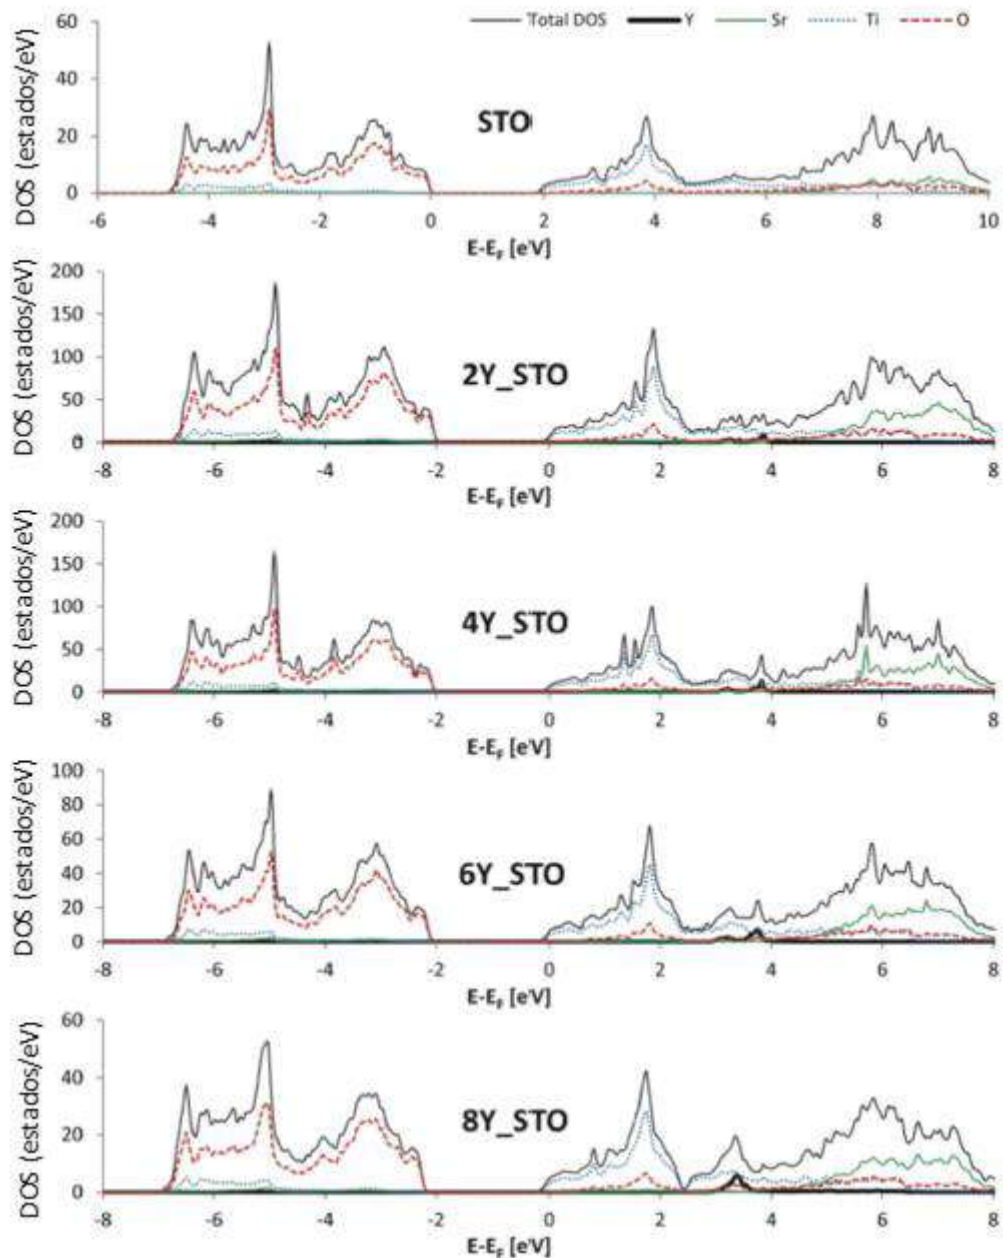 Total DOS Y Sr Ti O
DOS (estados/eV)
60
40
20
0
STO
-6 -4 -2 0 2 4 6 8 10
E-EF [eV]
DOS (estados/eV)
200
150
100
50
0
2Y_STO
-8 -6 -4 -2 0 2 4 6 8
E-EF [eV]
DOS (estados/eV)
200
150
100
50
0
4Y_STO
-8 -6 -4 -2 0 2 4 6 8
E-EF [eV]
DOS (estados/eV)
100
80
60
40
20
0
6Y_STO
-8 -6 -4 -2 0 2 4 6 8
E-EF [eV]
DOS (estados/eV)
60
40
20
0
8Y_STO
-8 -6 -4 -2 0 2 4 6 8
E-EF [eV]